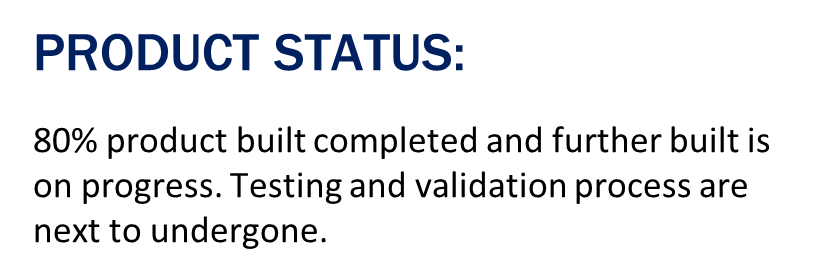 PRODUCT STATUS:
80% product built completed and further built is
on progress. Testing and validation process are
next to undergone.